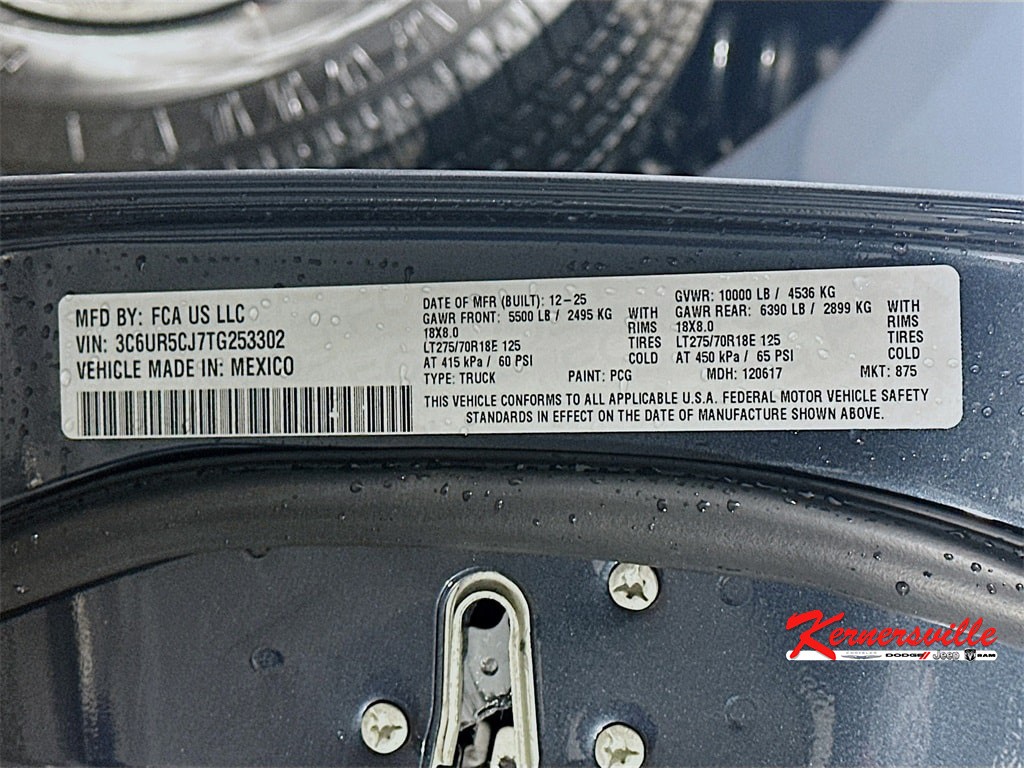 MFD BY: FCA US LLC
VIN: 3C6UR5CJ7TG253302
VEHICLE MADE IN: MEXICO
DATE OF MFR (BUILT): 12-25
GAWR FRONT: 5500 LB / 2495 KG WITH
18X8.0 RIMS
LT275/70R18E 125 TIRES
AT 415 kPa / 60 PSI COLD
GVWR: 10000 LB / 4536 KG
GAWR REAR: 6390 LB / 2899 KG WITH
18X8.0 RIMS
LT275/70R18E 125 TIRES
AT 450 kPa / 65 PSI COLD
TYPE: TRUCK PAINT: PCG MDH: 120617 MKT: 875
THIS VEHICLE CONFORMS TO ALL APPLICABLE U.S.A. FEDERAL MOTOR VEHICLE SAFETY
STANDARDS IN EFFECT ON THE DATE OF MANUFACTURE SHOWN ABOVE.
Kernersville
CHRYSLER DODGE Jeep RAM